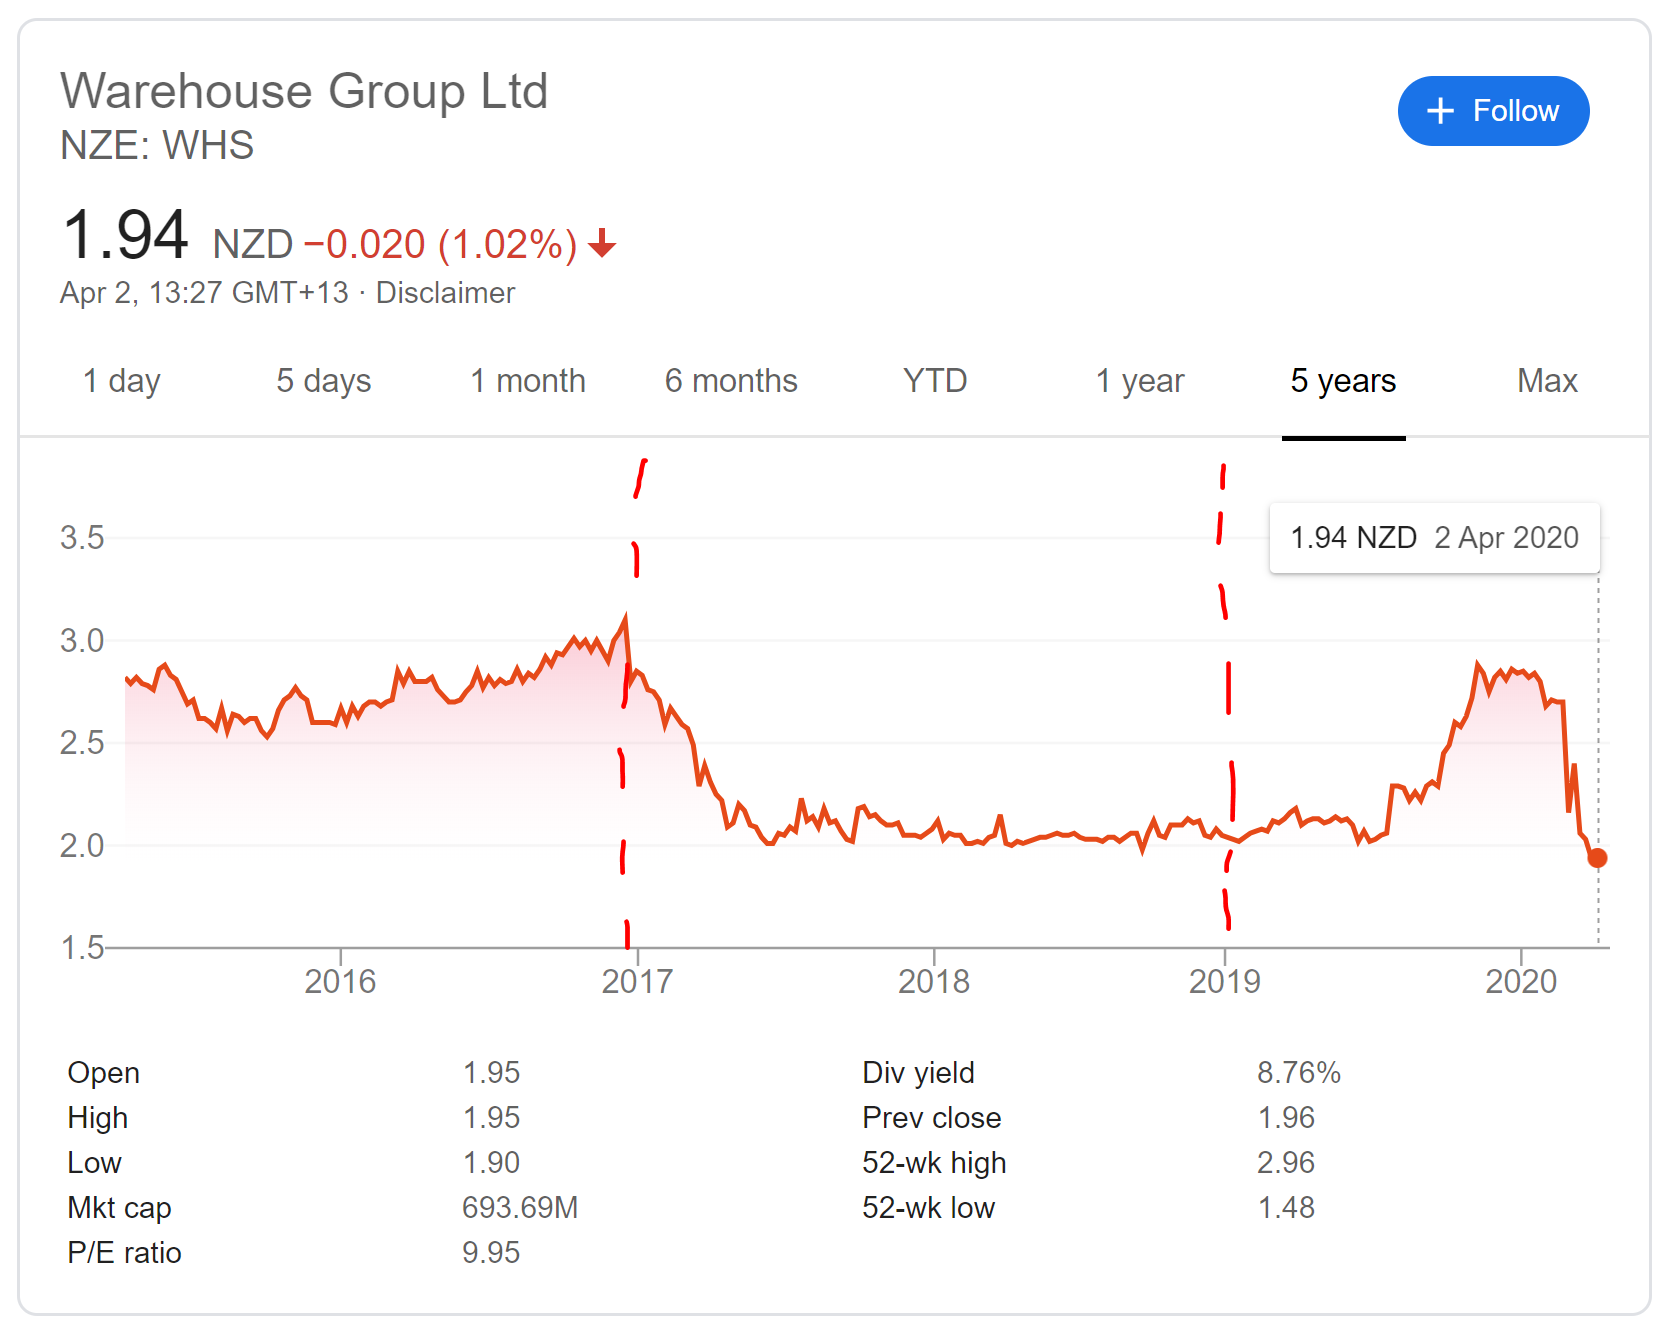 Warehouse Group Ltd
NZE: WHS
+ Follow
1.94 NZD −0.020 (1.02%)
Apr 2, 13:27 GMT+13 · Disclaimer
1 day 5 days 1 month 6 months YTD 1 year 5 years Max
3.5
1.94 NZD 2 Apr 2020
3.0
2.5
2.0
1.5
2016 2017 2018 2019 2020
Open 1.95 Div yield 8.76%
High 1.95 Prev close 1.96
Low 1.90 52-wk high 2.96
Mkt cap 693.69M 52-wk low 1.48
P/E ratio 9.95